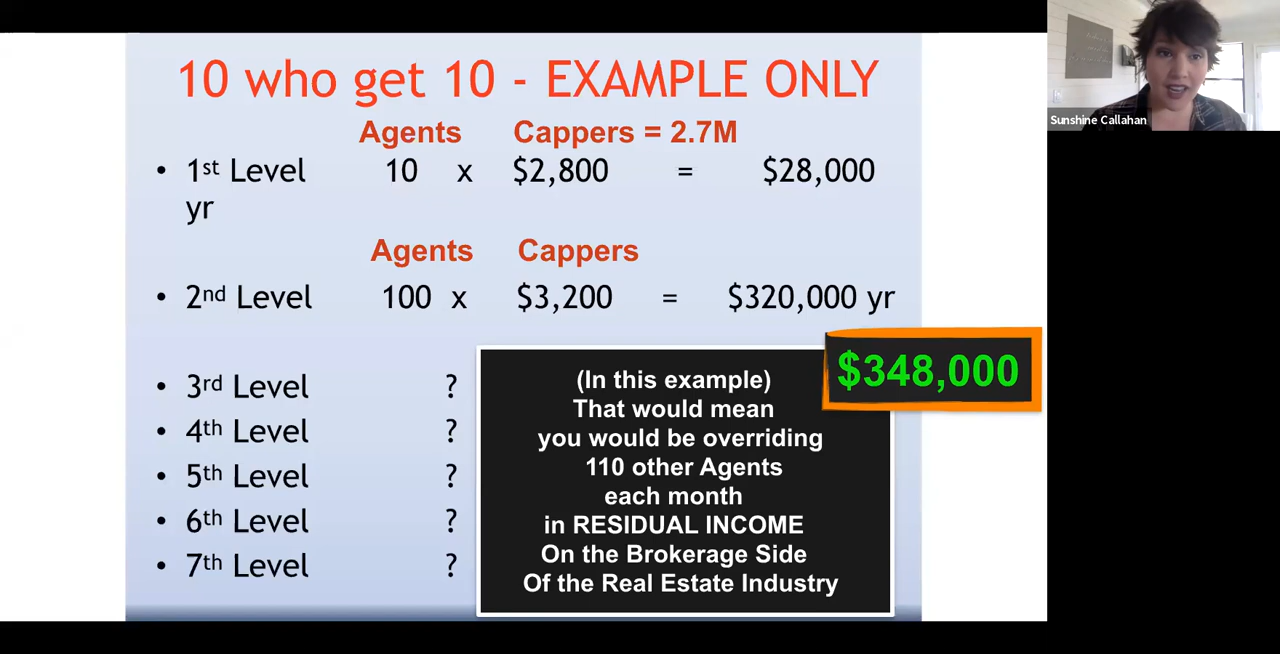 10 who get 10 - EXAMPLE ONLY
Sunshine Callahan
Agents Cappers = 2.7M
• 1st Level 10 x $2,800 = $28,000
yr
Agents Cappers
• 2nd Level 100 x $3,200 = $320,000 yr
$348,000
• 3rd Level ?
• 4th Level ?
• 5th Level ?
• 6th Level ?
• 7th Level ?
(In this example)
That would mean
you would be overriding
110 other Agents
each month
in RESIDUAL INCOME
On the Brokerage Side
Of the Real Estate Industry